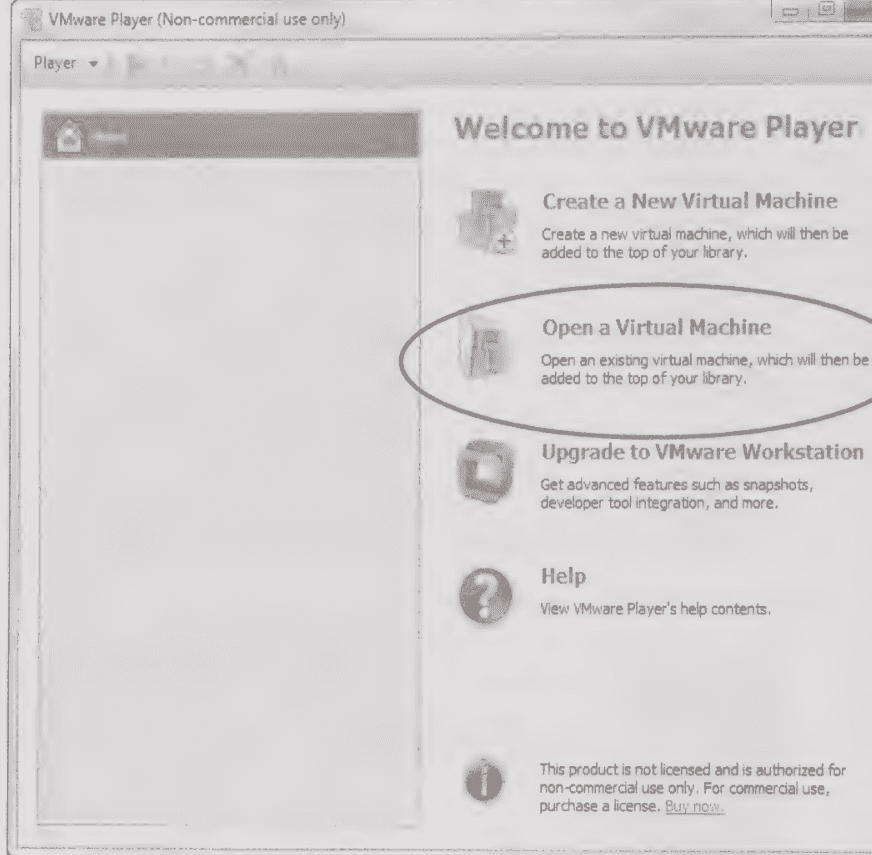 VMware Player (Non-commercial use only)
Player
Welcome to VMware Player
Create a New Virtual Machine
Create a new virtual machine, which will then be
added to the top of your library.
Open a Virtual Machine
Open an existing virtual machine, which will then be
added to the top of your library.
Upgrade to VMware Workstation
Get advanced features such as snapshots,
developer tool integration, and more.
Help
View VMware Player's help contents.
This product is not licensed and is authorized for
non-commercial use only. For commercial use,
purchase a license. Buy now.